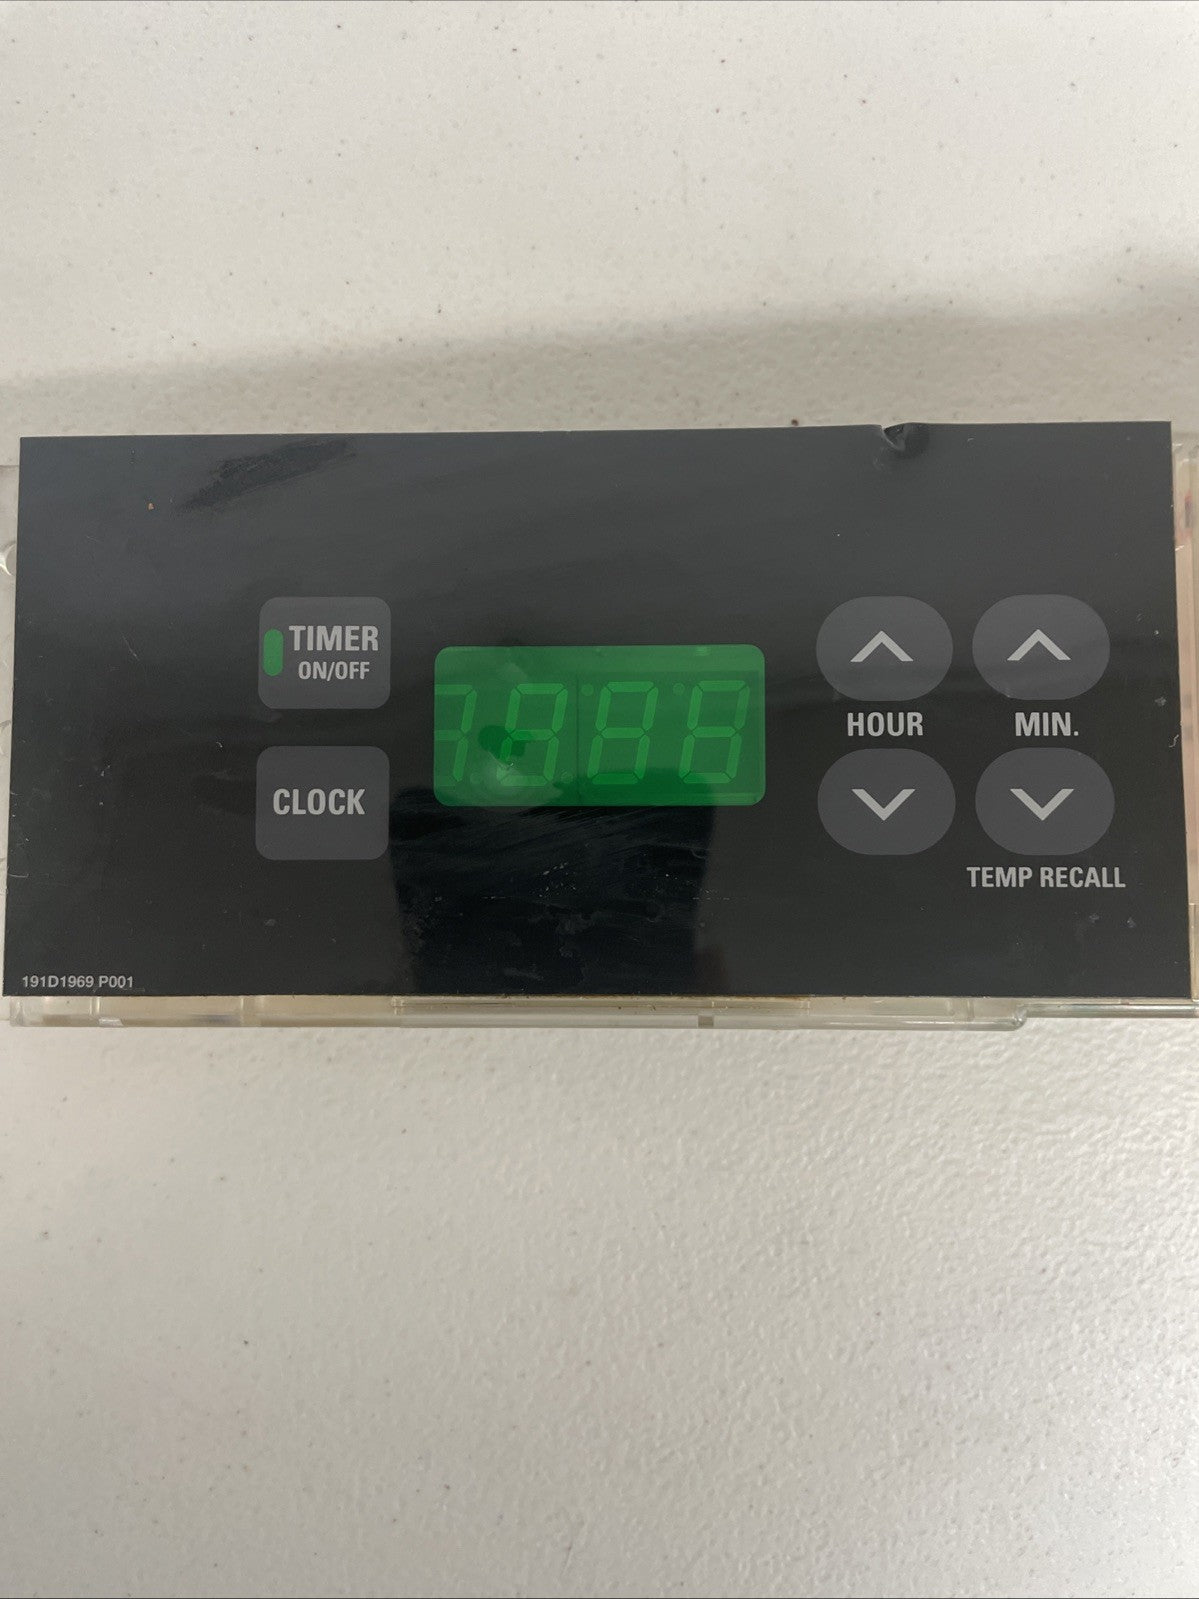 TIMER
ON/OFF
CLOCK
HOUR
MIN.
TEMP RECALL
191D1969 P001